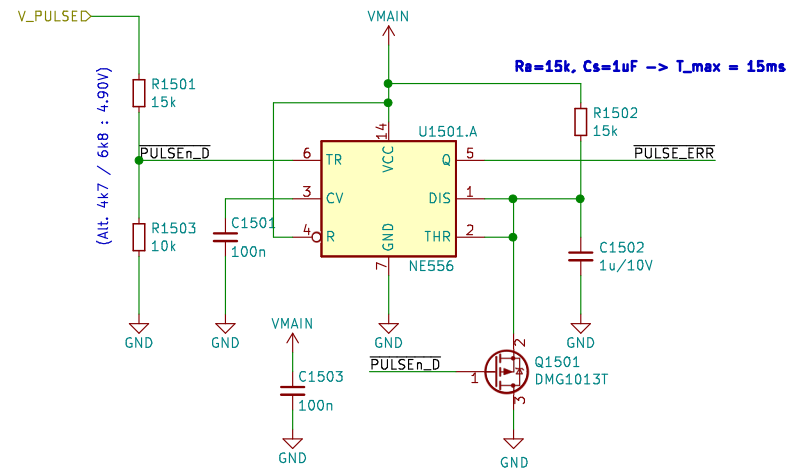 V_PULSE
VMAIN
Ra=15k, Cs=1uF -> T_max = 15ms
(Alt. 4k7 / 6k8 : 4.90V)
R1501
15k
R1502
15k
14
U1501.A
PULSEn_D
6
TR
VCC
Q
5
PULSE_ERR
3
CV
DIS
1
C1501
100n
4
R
GND
THR
2
R1503
10k
C1502
1u/10V
7
NE556
GND
GND
GND
GND
VMAIN
C1503
100n
PULSEn_D
1
2
3
Q1501
DMG1013T
GND
GND